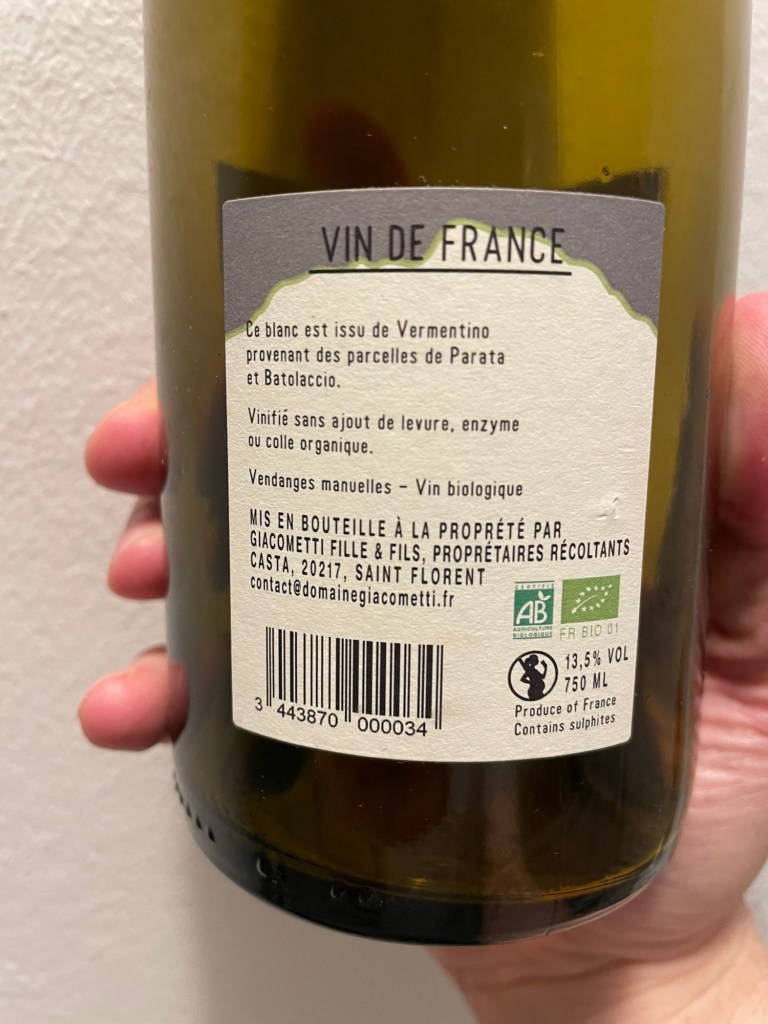 VIN DE FRANCE
Ce blanc est issu de Vermentino
provenant des parcelles de Parata
et Batolaccio.
Vinifié sans ajout de levure, enzyme
ou colle organique.
Vendanges manuelles – Vin biologique
MIS EN BOUTEILLE À LA PROPRÉTÉ PAR
GIACOMETTI FILLE & FILS, PROPRÉTAIRES RÉCOLTANTS
CASTA, 20217, SAINT FLORENT
contact@domainegiacometti.fr
CERTIFIÉ
AB
AGRICULTURE
BIOLOGIQUE
FR BIO 01
13,5% VOL
750 ML
Produce of France
Contains sulphites
3 443870 000034